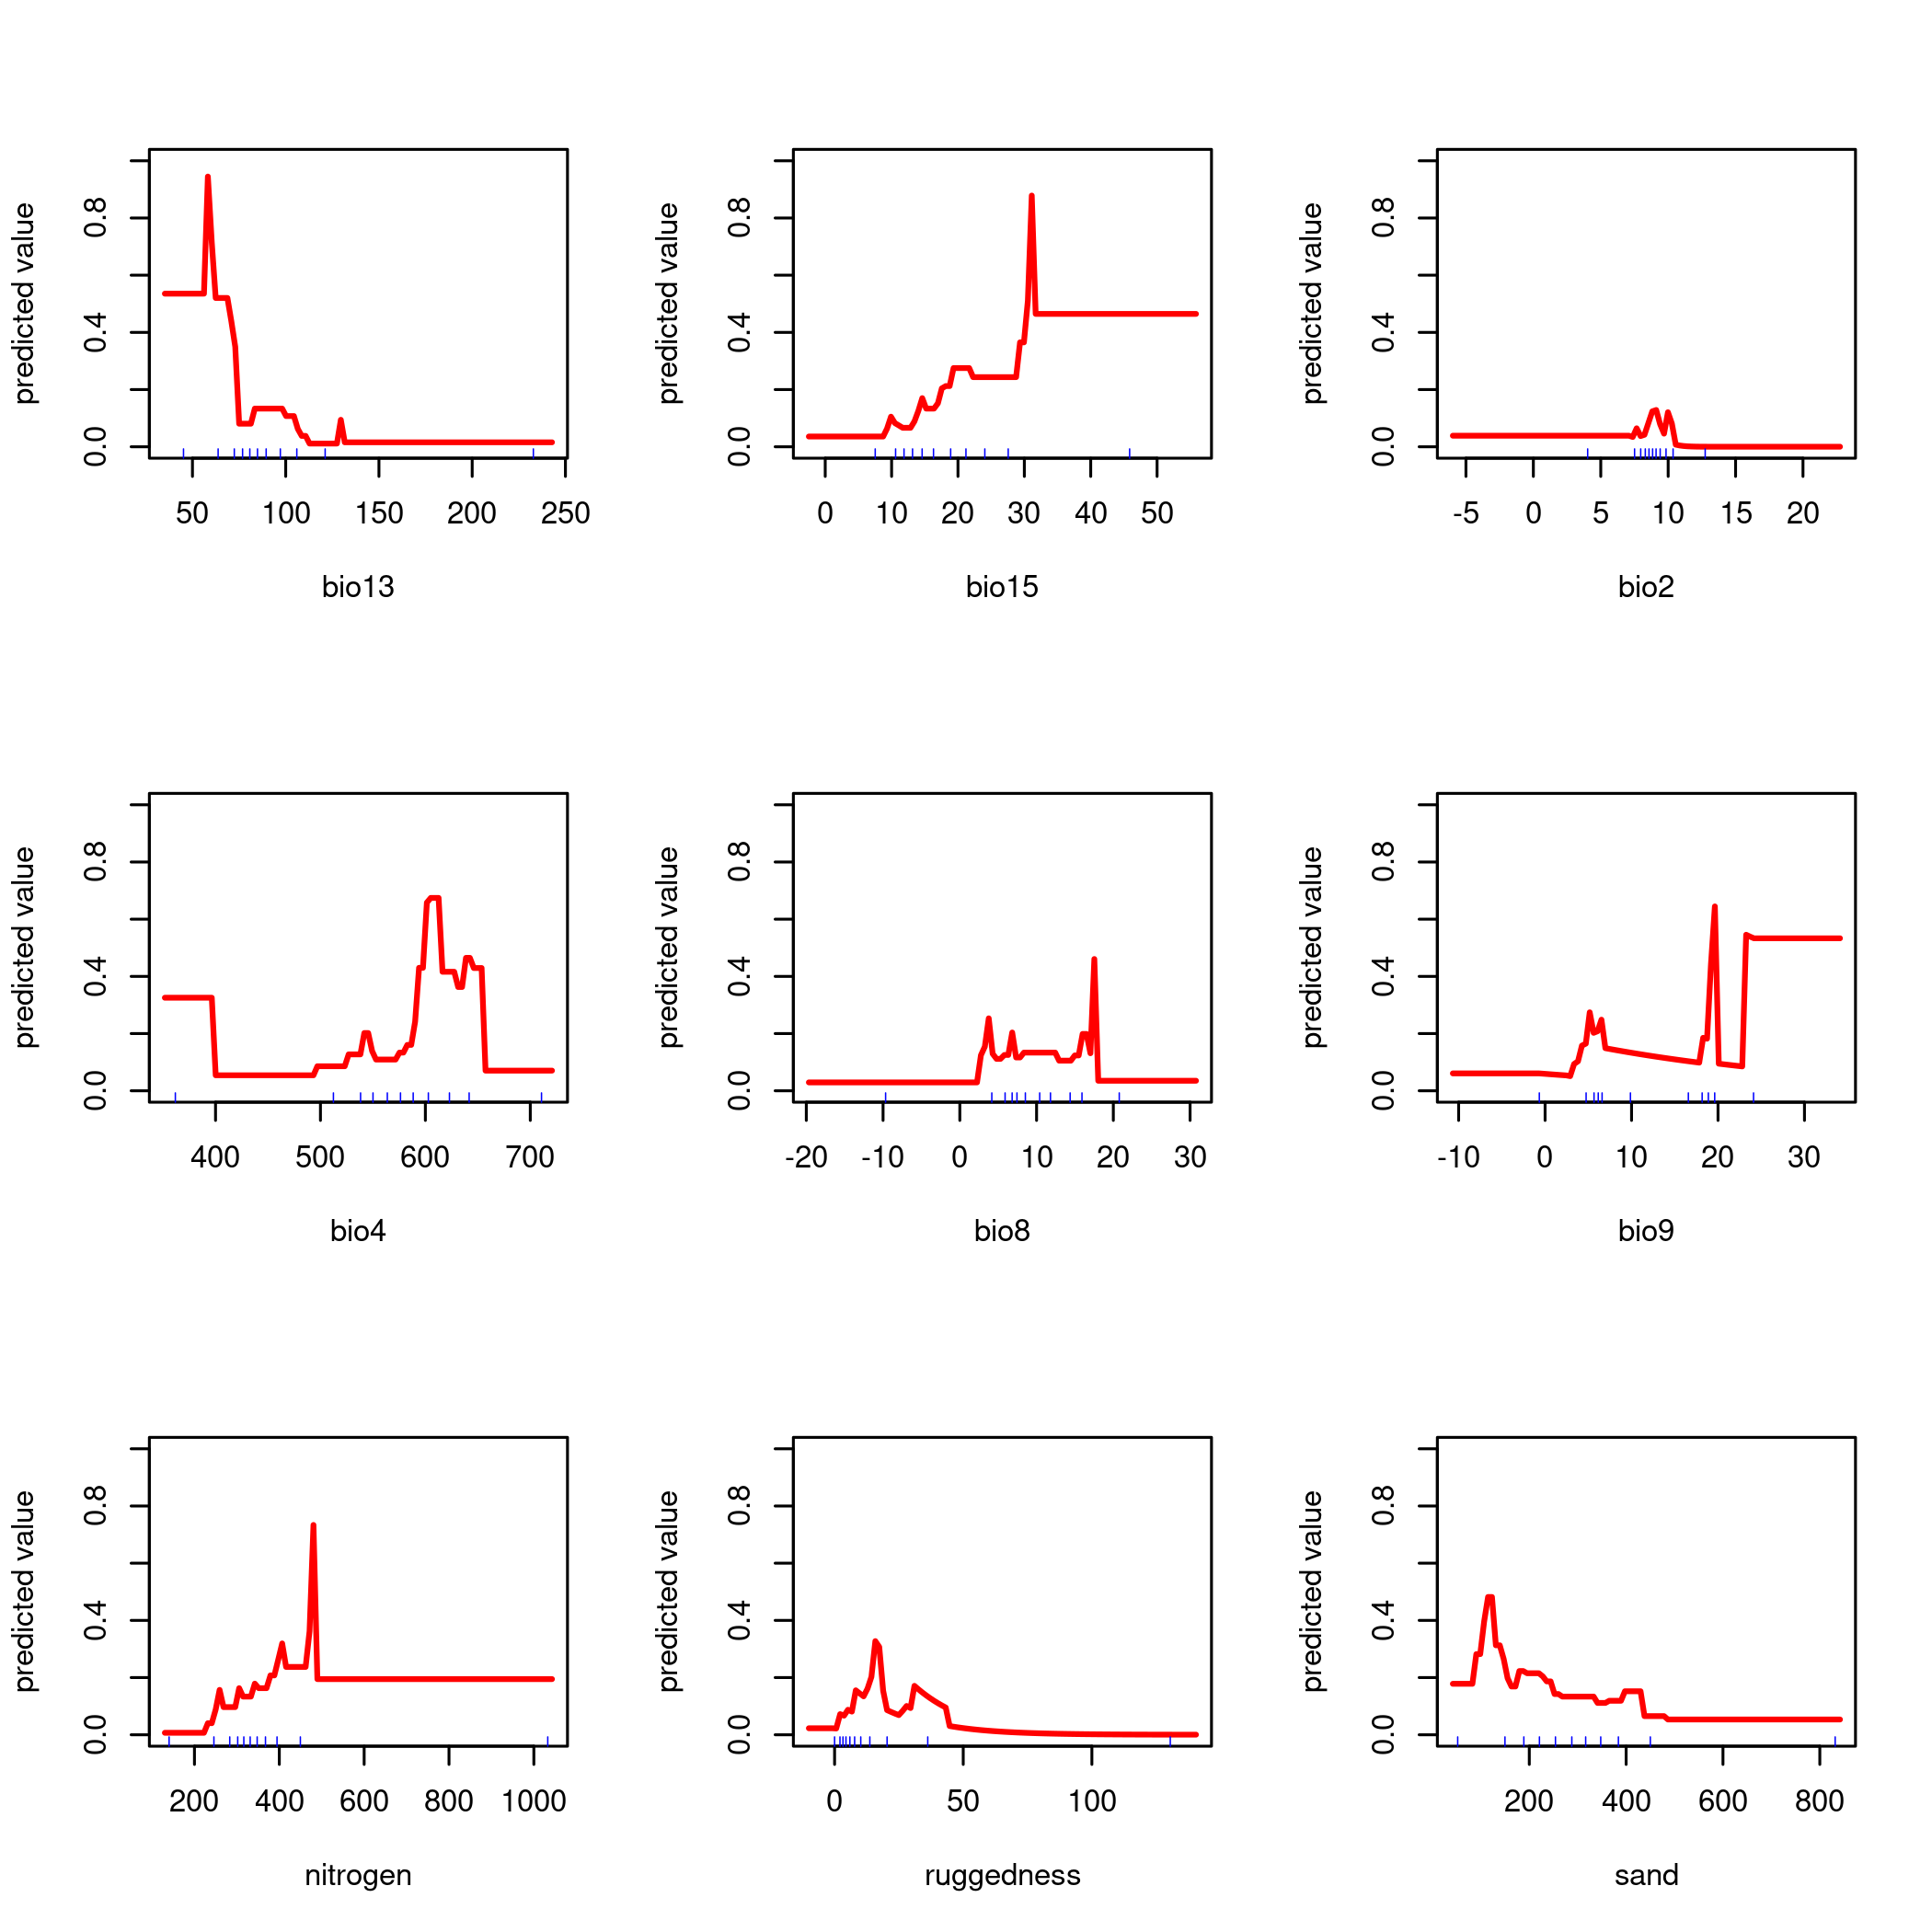 predicted value
0.0 0.4 0.8
50 100 150 200 250
bio13
predicted value
0.0 0.4 0.8
0 10 20 30 40 50
bio15
predicted value
0.0 0.4 0.8
-5 0 5 10 15 20
bio2
predicted value
0.0 0.4 0.8
400 500 600 700
bio4
predicted value
0.0 0.4 0.8
-20 -10 0 10 20 30
bio8
predicted value
0.0 0.4 0.8
-10 0 10 20 30
bio9
predicted value
0.0 0.4 0.8
200 400 600 800 1000
nitrogen
predicted value
0.0 0.4 0.8
0 50 100
ruggedness
predicted value
0.0 0.4 0.8
200 400 600 800
sand